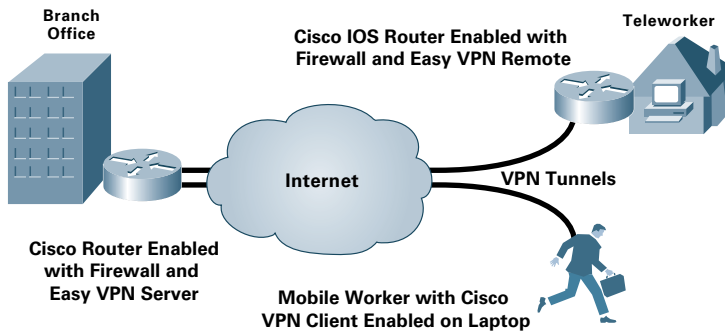 Branch
Office
Cisco IOS Router Enabled with
Firewall and Easy VPN Remote
Teleworker
Internet
VPN Tunnels
Cisco Router Enabled
with Firewall and
Easy VPN Server
Mobile Worker with Cisco
VPN Client Enabled on Laptop